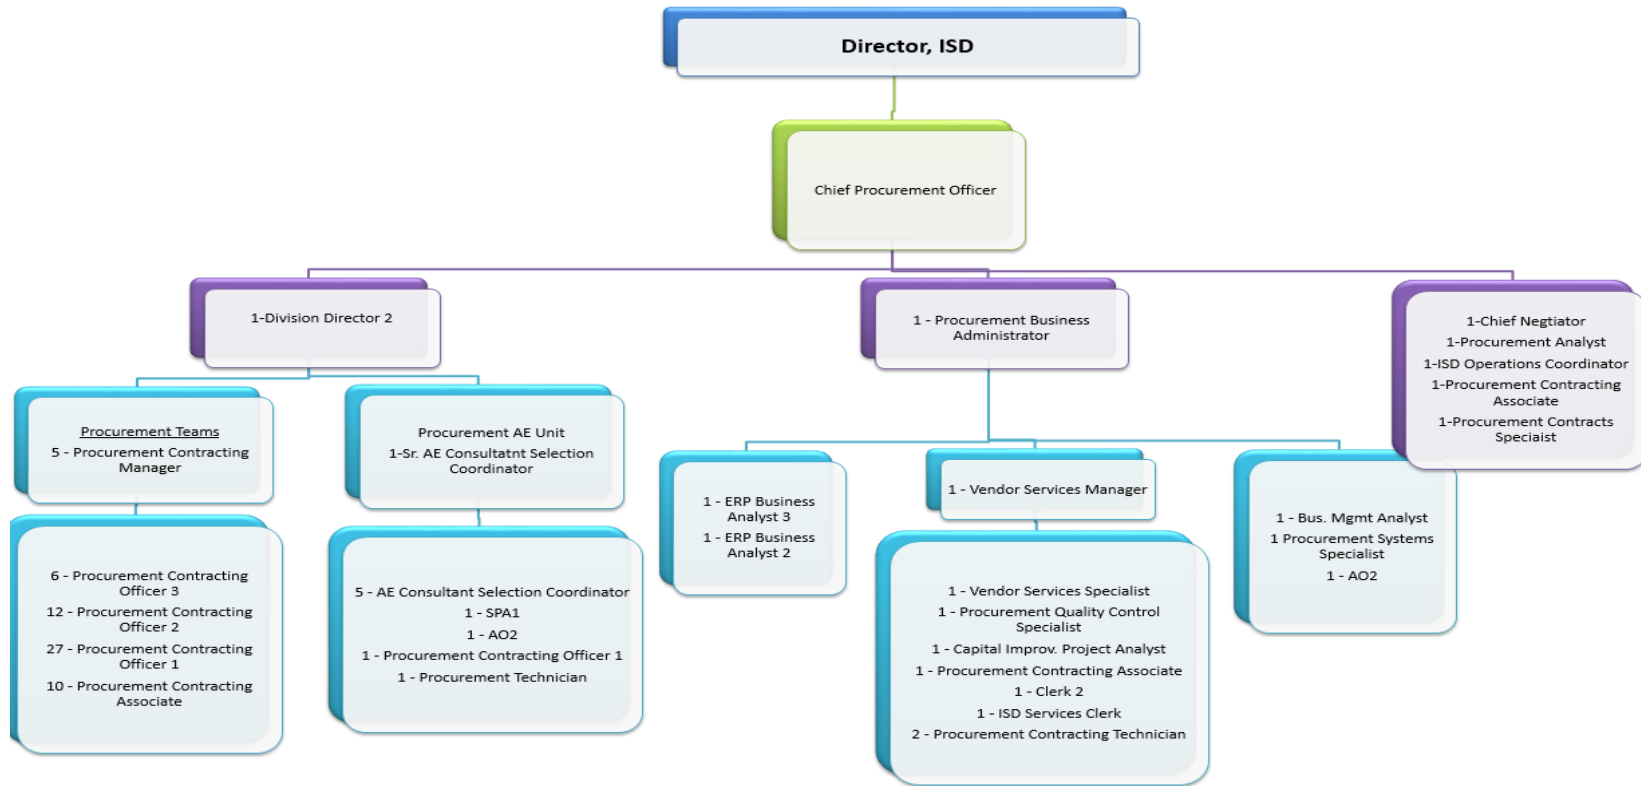 Director, ISD
Chief Procurement Officer
1-Division Director 2
1 - Procurement Business
Administrator
1-Chief Negtiator
1-Procurement Analyst
1-ISD Operations Coordinator
1-Procurement Contracting
Associate
1-Procurement Contracts
Speciaist
Procurement Teams
5 - Procurement Contracting
Manager
Procurement AE Unit
1-Sr. AE Consultatnt Selection
Coordinator
1 - ERP Business
Analyst 3
1 - ERP Business
Analyst 2
1 - Vendor Services Manager
1 - Bus. Mgmt Analyst
1 Procurement Systems
Specialist
1 - AO2
6 - Procurement Contracting
Officer 3
12 - Procurement Contracting
Officer 2
27 - Procurement Contracting
Officer 1
10 - Procurement Contracting
Associate
5 - AE Consultant Selection Coordinator
1 - SPA1
1 - AO2
1 - Procurement Contracting Officer 1
1 - Procurement Technician
1 - Vendor Services Specialist
1 - Procurement Quality Control
Specialist
1 - Capital Improv. Project Analyst
1 - Procurement Contracting Associate
1 - Clerk 2
1 - ISD Services Clerk
2 - Procurement Contracting Technician